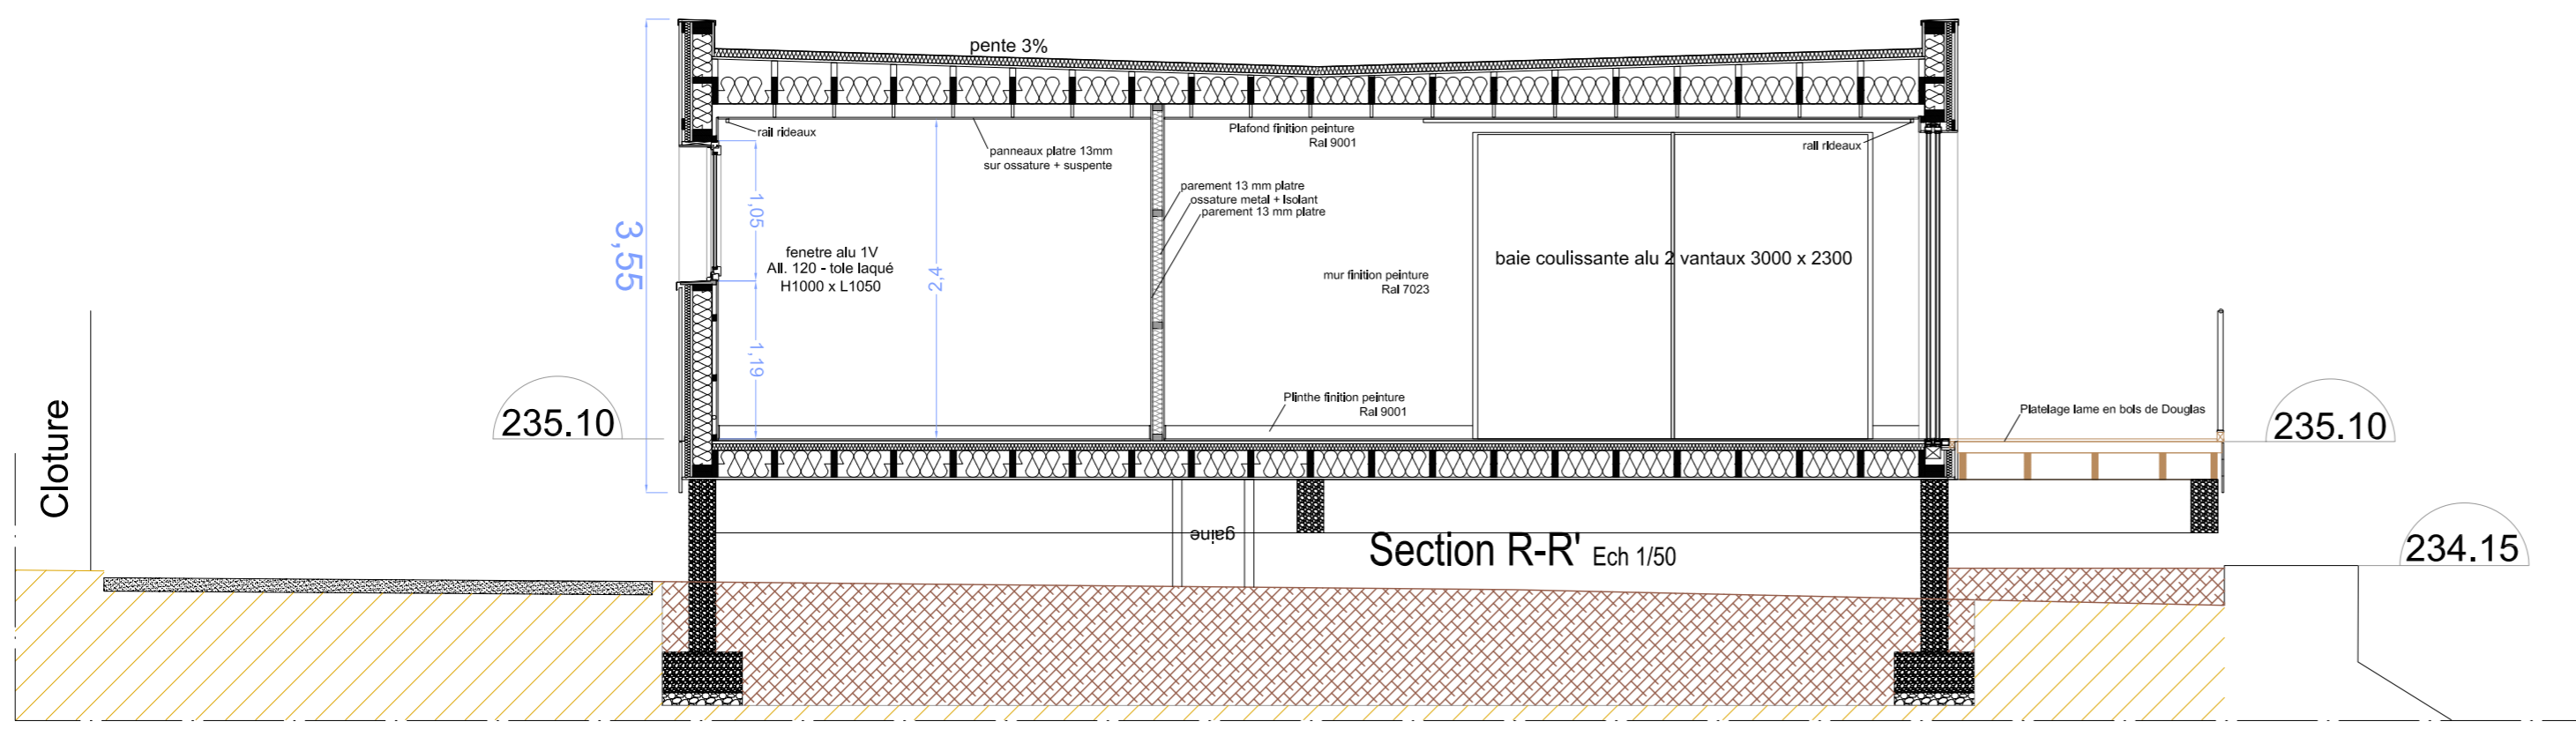 pente 3%
rail rideaux
panneaux platre 13mm
sur ossature + suspente
Plafond finition peinture
Ral 9001
rail rideaux
parement 13 mm platre
ossature metal + Isolant
parement 13 mm platre
3,55
1,05
fenetre alu 1V
All. 120 - tole laqué
H1000 x L1050
2,4
mur finition peinture
Ral 7023
baie coulissante alu 2 vantaux 3000 x 2300
1,19
Plinthe finition peinture
Ral 9001
Platelage lame en bois de Douglas
Cloture
235.10
235.10
gaine
Section R-R' Ech 1/50
234.15